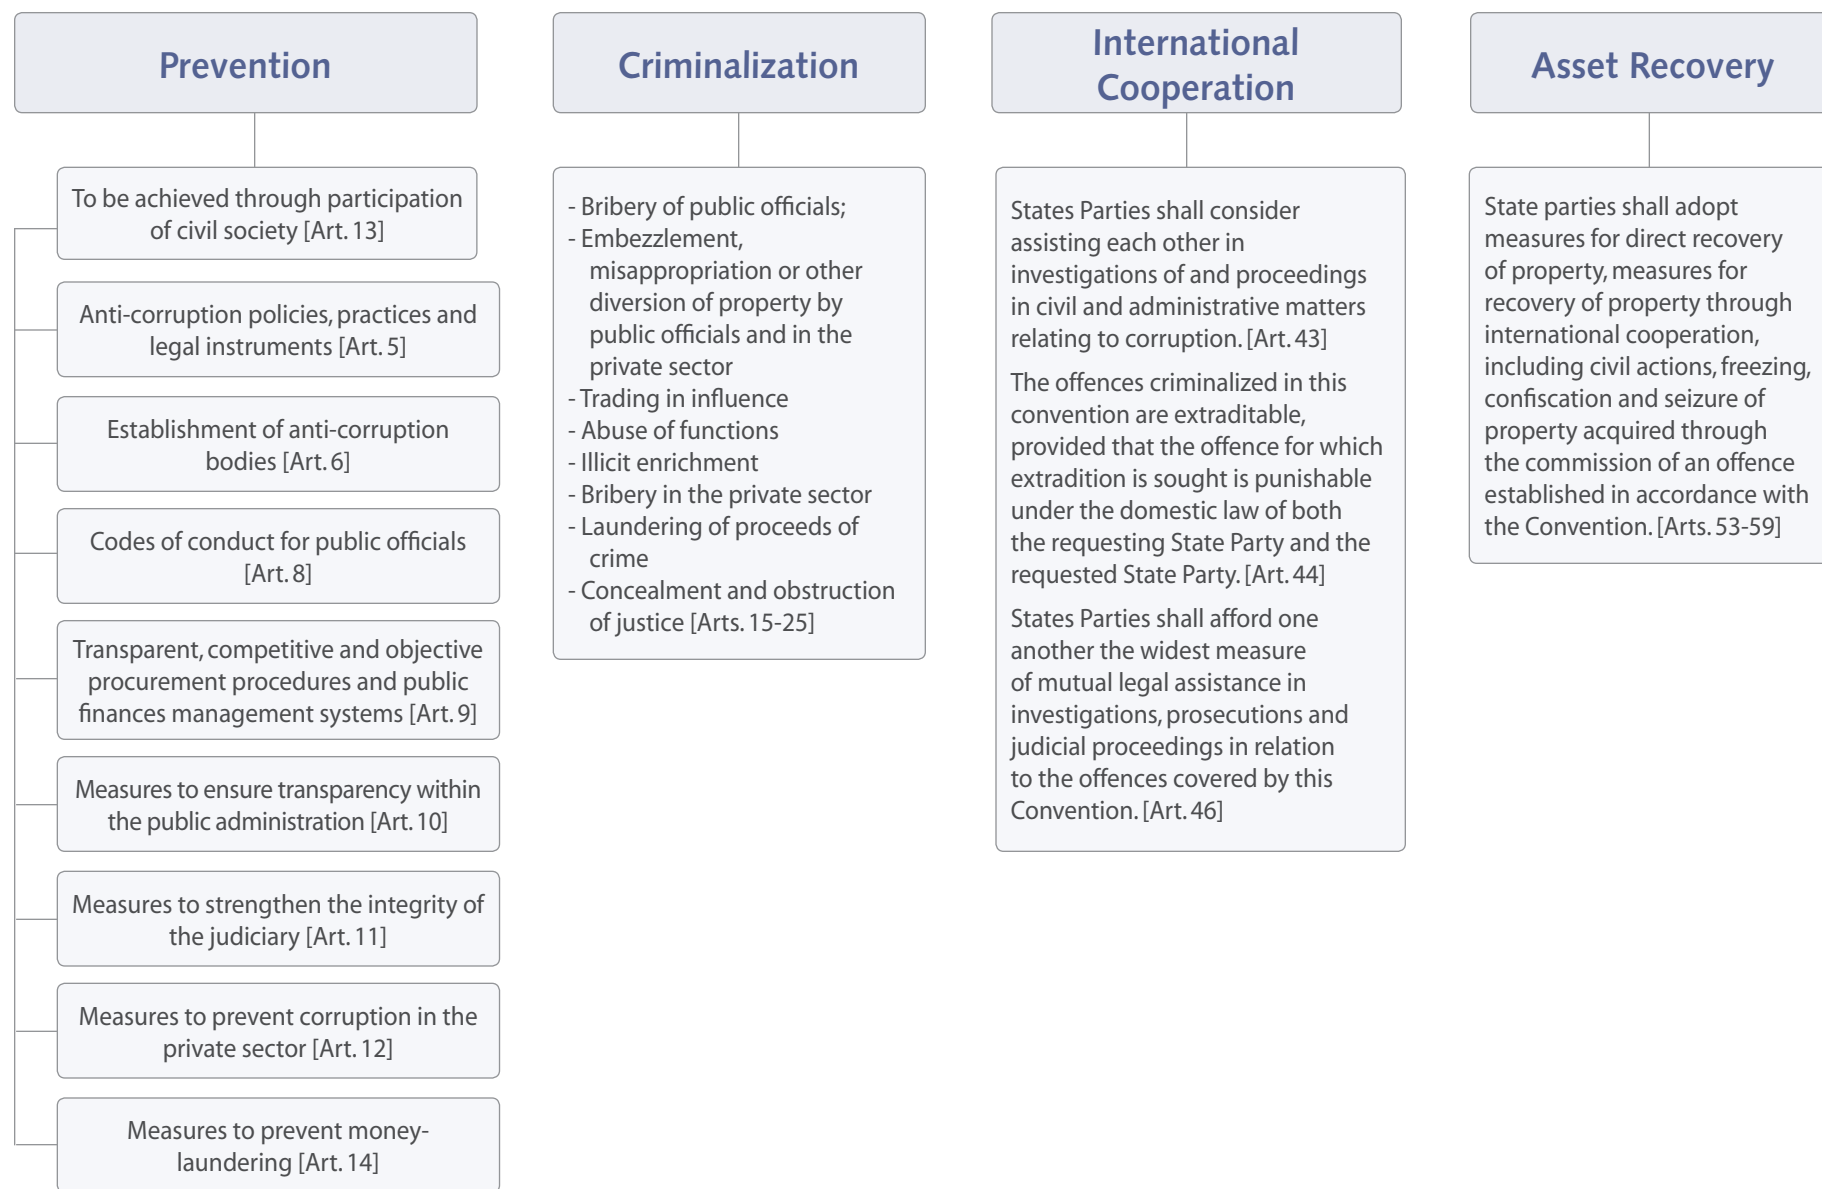 Prevention
To be achieved through participation
of civil society [Art. 13]
Anti-corruption policies, practices and
legal instruments [Art. 5]
Establishment of anti-corruption
bodies [Art. 6]
Codes of conduct for public officials
[Art. 8]
Transparent, competitive and objective
procurement procedures and public
finances management systems [Art. 9]
Measures to ensure transparency within
the public administration [Art. 10]
Measures to strengthen the integrity of
the judiciary [Art. 11]
Measures to prevent corruption in the
private sector [Art. 12]
Measures to prevent money-
laundering [Art. 14]
Criminalization
- Bribery of public officials;
- Embezzlement,
misappropriation or other
diversion of property by
public officials and in the
private sector
- Trading in influence
- Abuse of functions
- Illicit enrichment
- Bribery in the private sector
- Laundering of proceeds of
crime
- Concealment and obstruction
of justice [Arts. 15-25]
International
Cooperation
States Parties shall consider
assisting each other in
investigations of and proceedings
in civil and administrative matters
relating to corruption. [Art. 43]
The offences criminalized in this
convention are extraditable,
provided that the offence for which
extradition is sought is punishable
under the domestic law of both
the requesting State Party and the
requested State Party. [Art. 44]
States Parties shall afford one
another the widest measure
of mutual legal assistance in
investigations, prosecutions and
judicial proceedings in relation
to the offences covered by this
Convention. [Art. 46]
Asset Recovery
State parties shall adopt
measures for direct recovery
of property, measures for
recovery of property through
international cooperation,
including civil actions, freezing,
confiscation and seizure of
property acquired through
the commission of an offence
established in accordance with
the Convention. [Arts. 53-59]